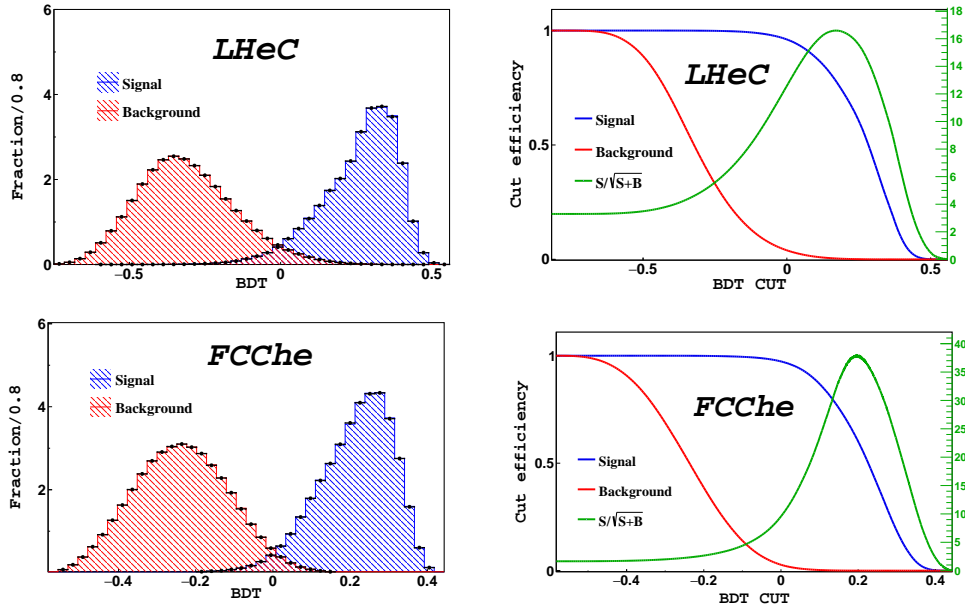 6
4
2
Fraction/0.8
LHeC
Signal
Background
−0.5
0
0.5
BDT
1
0.5
0
Cut efficiency
LHeC
Signal
Background
S/√S+B
18
16
14
12
10
8
6
4
2
0
−0.5
0
0.5
BDT CUT
6
4
2
Fraction/0.8
FCChe
Signal
Background
−0.4
−0.2
0
0.2
0.4
BDT
1
0.5
0
Cut efficiency
FCChe
Signal
Background
S/√S+B
40
35
30
25
20
15
10
5
0
−0.4
−0.2
0
0.2
0.4
BDT CUT